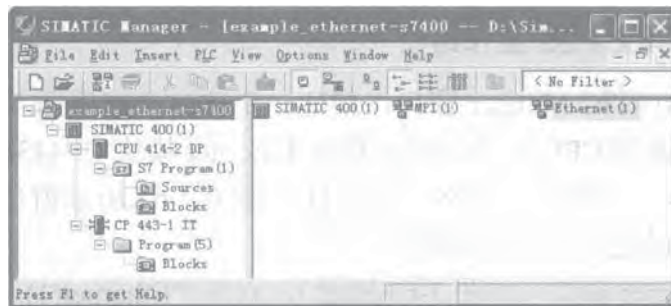 SIMATIC Manager - [example_ethernet-s7400 -- D:\Sim...
File Edit Insert PLC View Options Window Help
< No Filter >
example_ethernet-s7400
SIMATIC 400(1)
CPU 414-2 DP
S7 Program(1)
Sources
Blocks
CP 443-1 IT
Program(5)
Blocks
SIMATIC 400(1) MPI(1) Ethernet(1)
Press F1 to get Help.